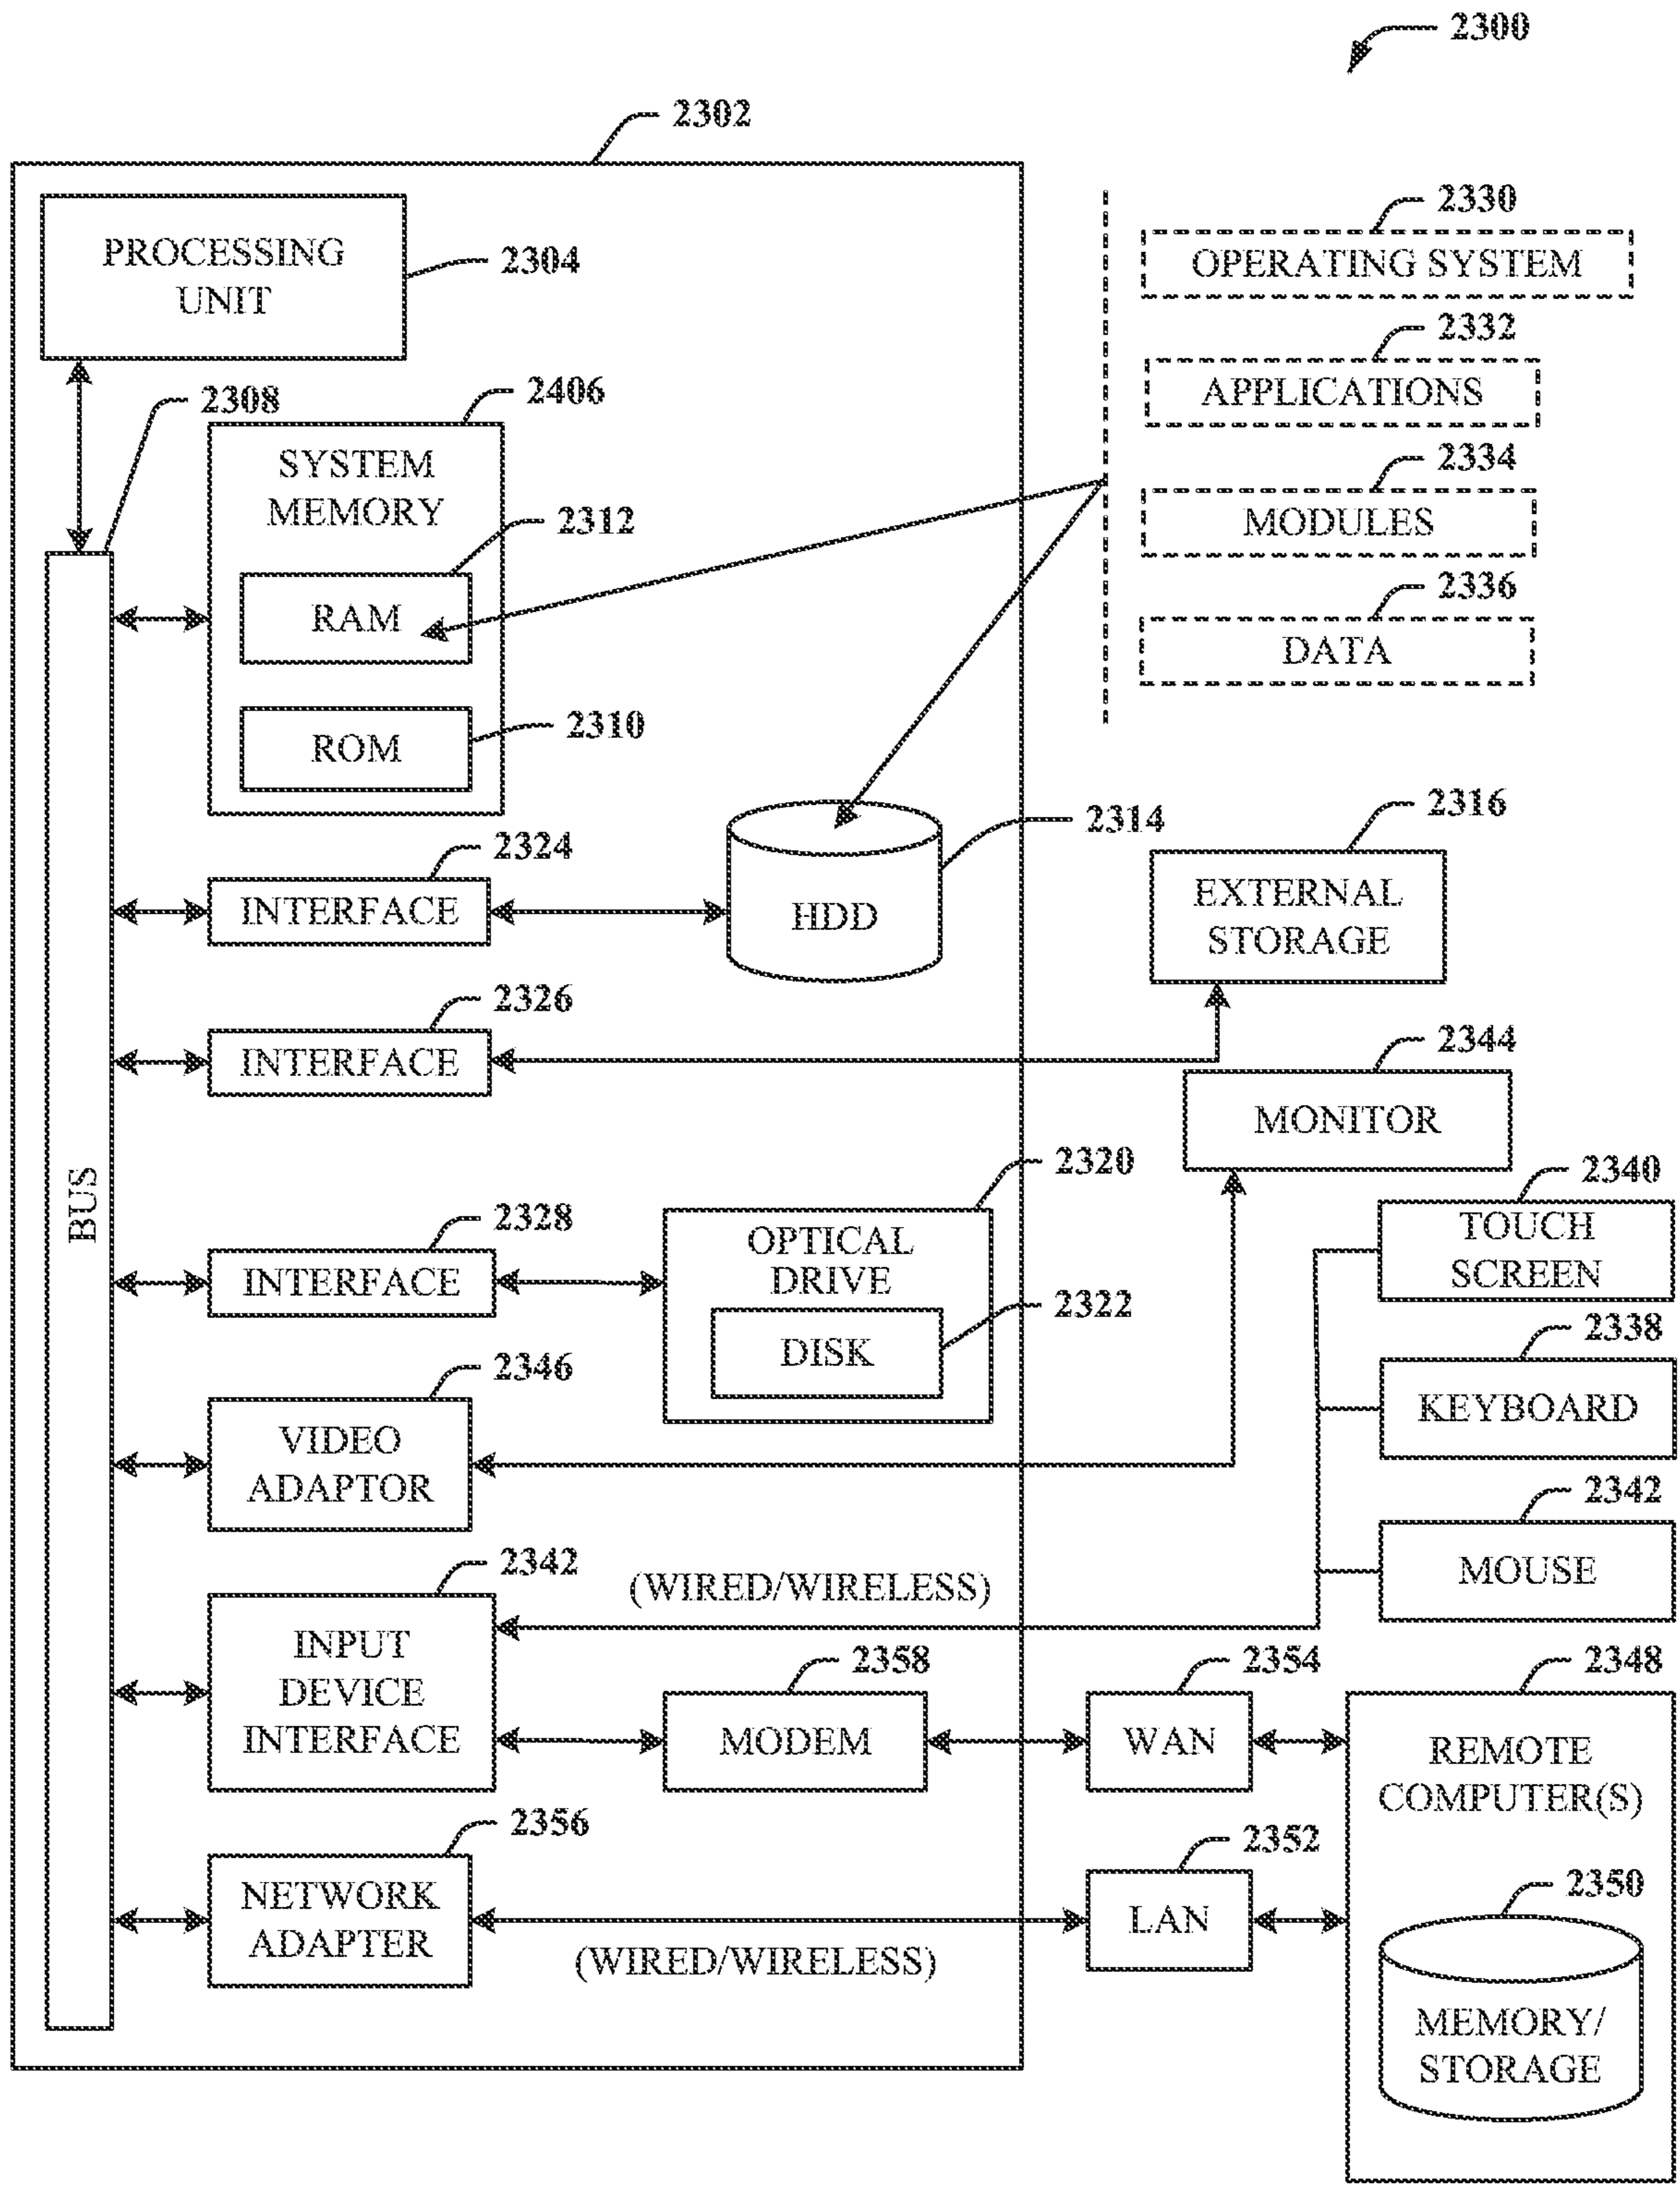 2300
2302
PROCESSING
UNIT
2304
2308
2406
SYSTEM
MEMORY
2312
RAM
2310
ROM
2330
OPERATING SYSTEM
2332
APPLICATIONS
2334
MODULES
2336
DATA
2324
INTERFACE
2314
HDD
2316
EXTERNAL
STORAGE
2326
INTERFACE
2344
MONITOR
BUS
2328
INTERFACE
2320
OPTICAL
DRIVE
2322
DISK
2340
TOUCH
SCREEN
2338
KEYBOARD
2342
MOUSE
2346
VIDEO
ADAPTOR
2342
INPUT
DEVICE
INTERFACE
(WIRED/WIRELESS)
2358
MODEM
2354
WAN
2348
REMOTE
COMPUTER(S)
2356
NETWORK
ADAPTER
(WIRED/WIRELESS)
2352
LAN
2350
MEMORY/
STORAGE